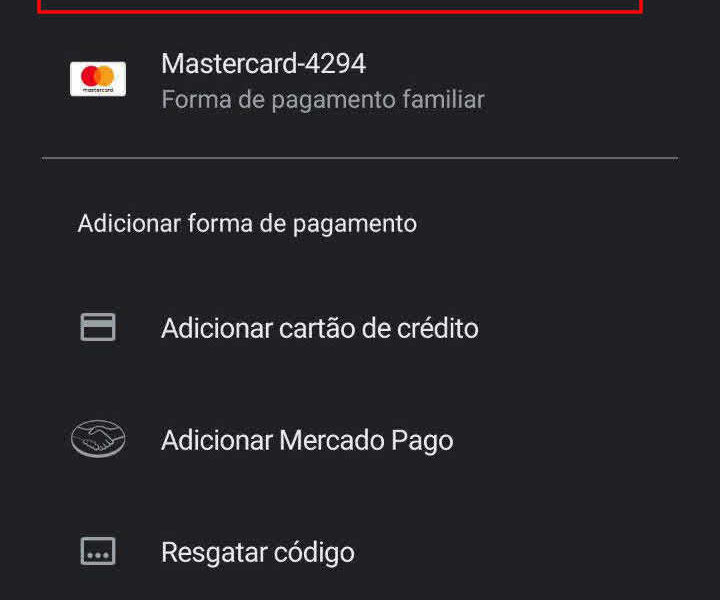 mastercard
Mastercard-4294
Forma de pagamento familiar
Adicionar forma de pagamento
Adicionar cartão de crédito
Adicionar Mercado Pago
Resgatar código